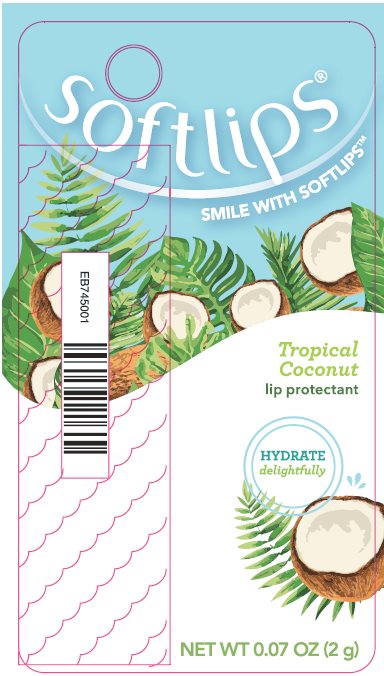 softlips®
SMILE WITH SOFTLIPS™
EB745001
Tropical
Coconut
lip protectant
HYDRATE
delightfully
NET WT 0.07 OZ (2 g)